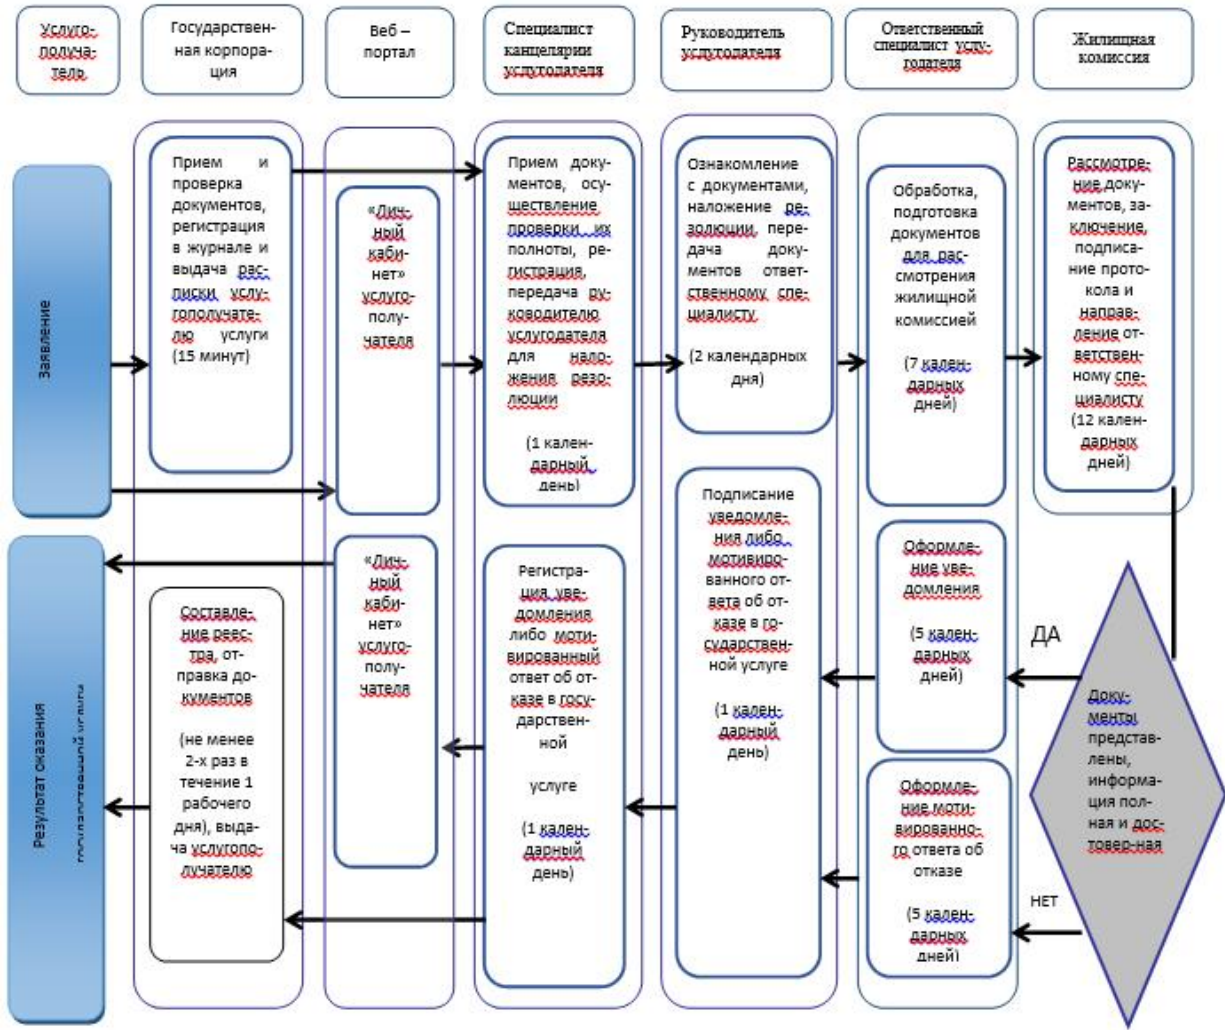 Услуго-
получа-
тель
Государствен-
ная корпора-
ция
Веб –
портал
Специалист
канцелярии
услугодателя
Руководитель
услугодателя
Ответственный
специалист услу-
годателя
Жилищная
комиссия
Заявление
Прием и
проверка
документов,
регистрация
в журнале и
выдача рас-
писки услу-
гополучате-
лю услуги
(15 минут)
«Лич-
ный
каби-
нет»
услуго-
полу-
чателя
Прием доку-
ментов, осу-
ществление
проверки их
полноты, ре-
гистрация,
передача ру-
ководителю
услугодателя
для нало-
жения резо-
люции
(1 кален-
дарный
день)
Ознакомление
с документами,
наложение ре-
золюции, пере-
дача доку-
ментов ответ-
ственному спе-
циалисту
(2 календарных
дня)
Обработка,
подготовка
документов
для рас-
смотрения
жилищной
комиссией
(7 кален-
дарных
дней)
Рассмотре-
ние доку-
ментов, за-
ключение,
подписа-
ние прото-
кола и
направ-
ление от-
ветствен-
ному спе-
циалисту
(12 кален-
дарных
дней)
Результат оказания
государственной услуги
Составле-
ние реес-
тра, от-
правка до-
кументов
(не менее
2-х раз в
течение 1
рабочего
дня), выда-
ча услугопо-
лучателю
«Лич-
ный
каби-
нет»
услуго-
полу-
чателя
Регистра-
ция уве-
домления
либо моти-
вированный
ответ об от-
казе в госу-
дарствен-
ной
услуге
(1 кален-
дарный
день)
Подписание
уведомле-
ния либо
мотивиро-
ванного от-
вета об от-
казе в го-
сударствен-
ной услуге
(1 кален-
дарный
день)
Оформле-
ние уве-
домления
(5 кален-
дарных
дней)
Оформле-
ние моти-
вированно-
го ответа об
отказе
(5 кален-
дарных
дней)
ДА
НЕТ
Доку-
менты
представ-
лены,
информа-
ция пол-
ная и дос-
товер-ная